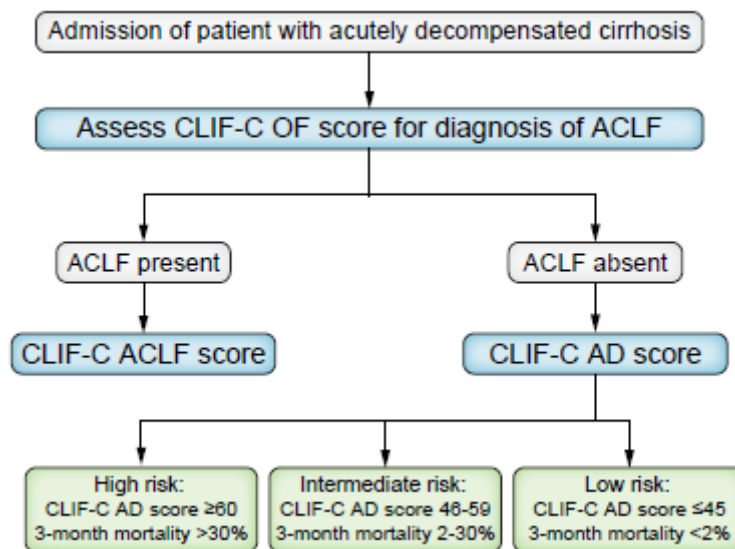 Admission of patient with acutely decompensated cirrhosis
Assess CLIF-C OF score for diagnosis of ACLF
ACLF present
ACLF absent
CLIF-C ACLF score
CLIF-C AD score
High risk:
CLIF-C AD score ≥60
3-month mortality >30%
Intermediate risk:
CLIF-C AD score 46-59
3-month mortality 2-30%
Low risk:
CLIF-C AD score ≤45
3-month mortality <2%